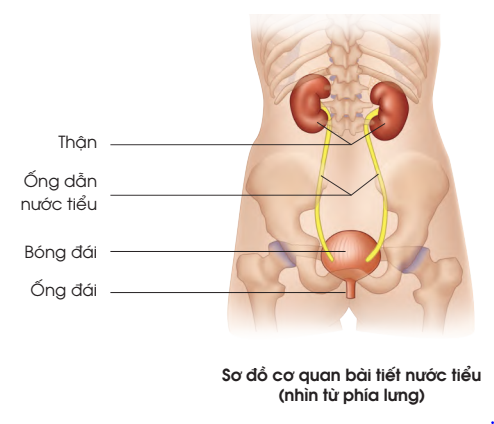 Thận
Ống dẫn
nước tiểu
Bóng đái
Ống đái
Sơ đồ cơ quan bài tiết nước tiểu
(nhìn từ phía lưng)